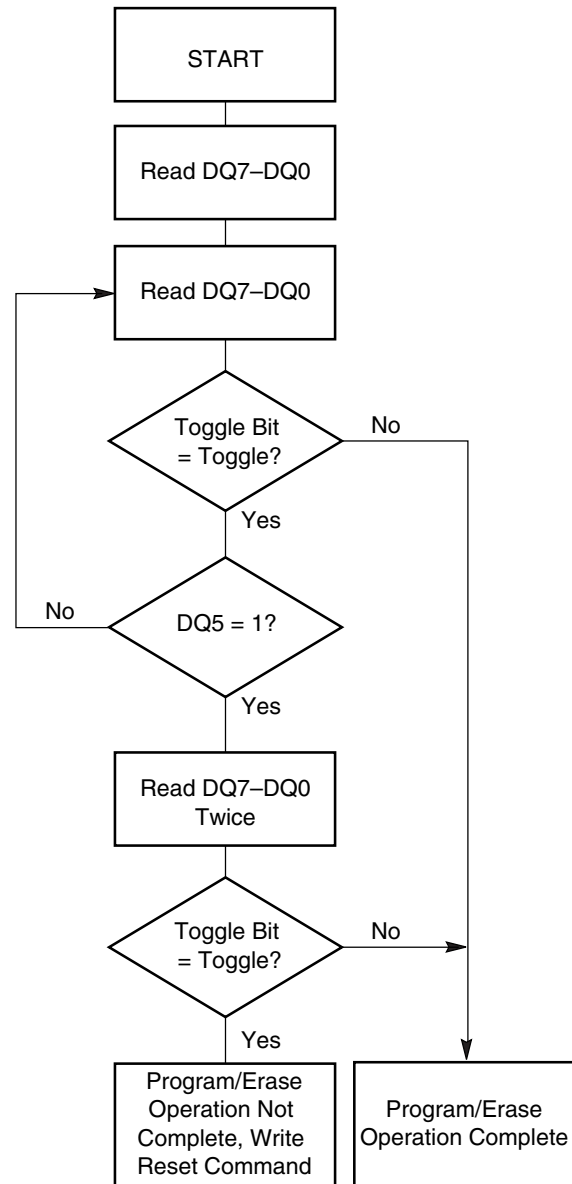 START
Read DQ7–DQ0
Read DQ7–DQ0
Toggle Bit
= Toggle?
No
Yes
No
DQ5 = 1?
Yes
Read DQ7–DQ0
Twice
Toggle Bit
= Toggle?
No
Yes
Program/Erase
Operation Not
Complete, Write
Reset Command
Program/Erase
Operation Complete